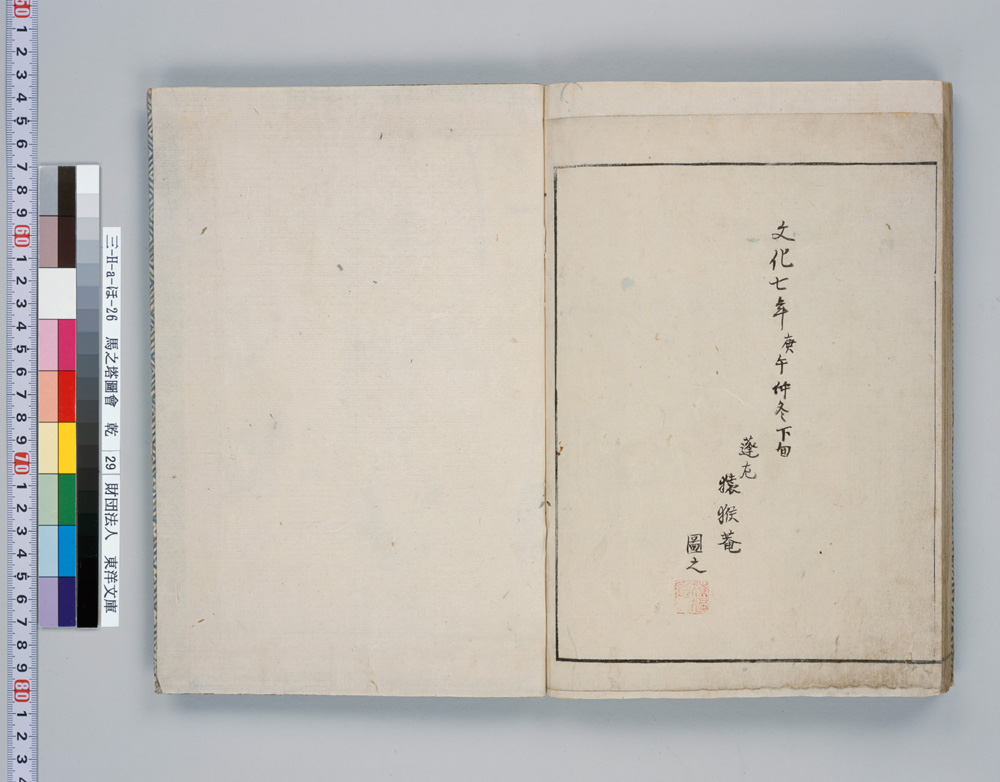 文化七年庚午仲冬下旬
蓬左
猿猴菴
圖之
三-H-a-ほ-26 馬之塔圖會 乾 29 財団法人 東洋文庫
50 1 2 3 4 5 6 7 8 9 60 1 2 3 4 5 6 7 8 9 70 1 2 3 4 5 6 7 8 9 80 1 2 3 4